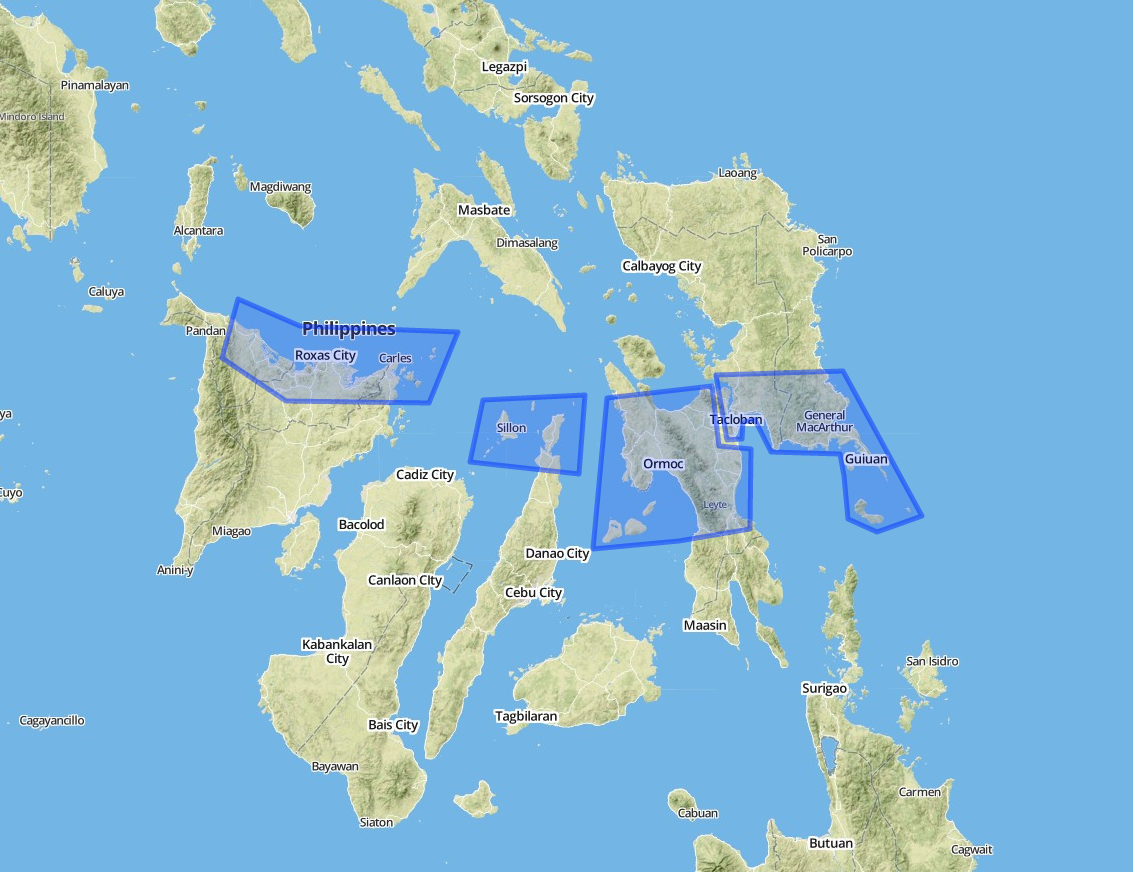 Legazpi
Pinamalayan
Sorsogon City
Mindoro Island
Laoang
Magdiwang
Masbate
Alcantara
Dimasalang
San
Policarpo
Calbayog City
Caluya
Philippines
Pandan
Roxas City
Carles
ya
Tacloban
General
MacArthur
Sillon
Guiuan
Ormoc
Cadiz City
Cuyo
Leyte
Bacolod
Miagao
Danao City
Anini-y
Canlaon CIty
Cebu City
Maasin
Kabankalan
City
San Isidro
Surigao
Tagbilaran
Cagayancillo
Bais City
Bayawan
Carmen
Cabuan
Siaton
Butuan
Cagwait